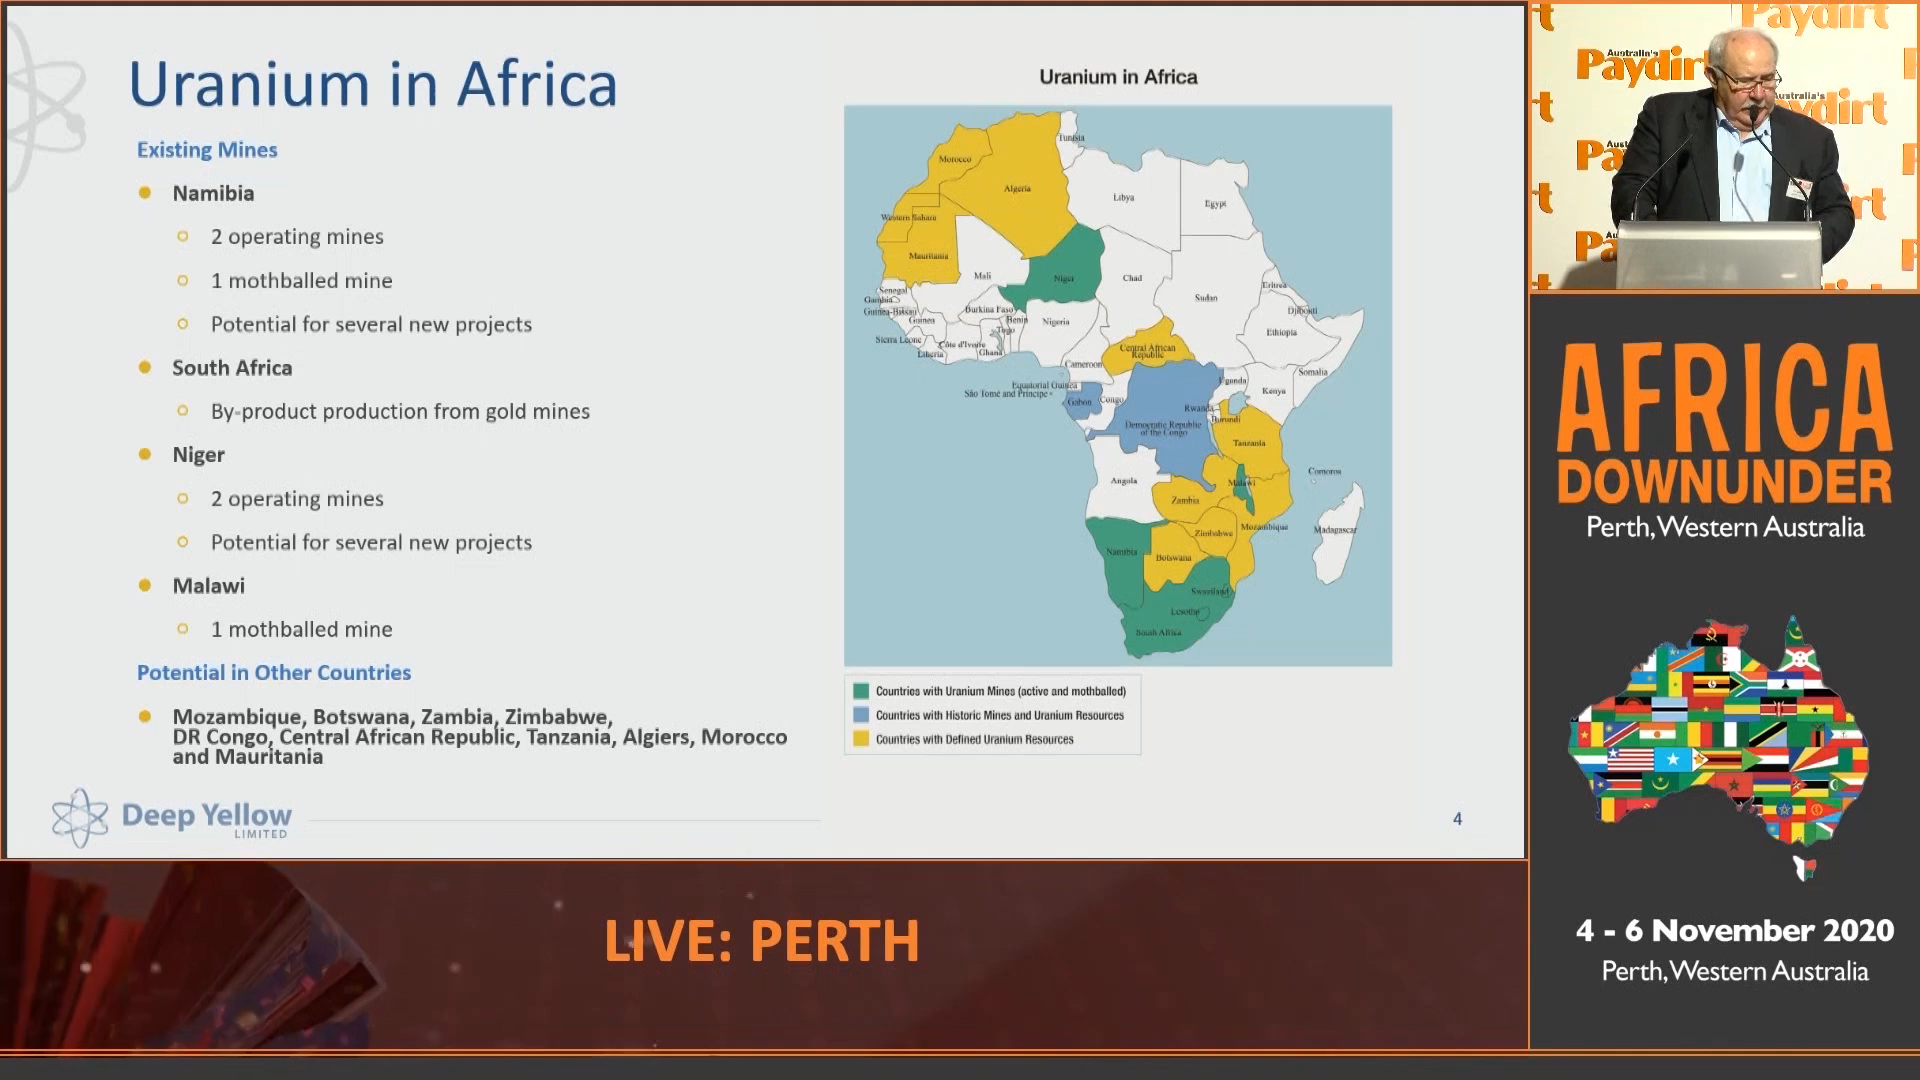 Uranium in Africa
Existing Mines
Namibia
2 operating mines
1 mothballed mine
Potential for several new projects
South Africa
By-product production from gold mines
Niger
2 operating mines
Potential for several new projects
Malawi
1 mothballed mine
Potential in Other Countries
Mozambique, Botswana, Zambia, Zimbabwe,
DR Congo, Central African Republic, Tanzania, Algiers, Morocco
and Mauritania
Deep Yellow
LIMITED
Uranium in Africa
Tunisia
Morocco
Algeria
Libya
Egypt
Western Sahara
Mauritania
Mali
Niger
Chad
Sudan
Eritrea
Senegal
Gambia
Guinea-Bissau
Guinea
Burkina Faso
Benin
Togo
Nigeria
Djibouti
Ethiopia
Sierra Leone
Liberia
Côte d'Ivoire
Ghana
Central African
Republic
Cameroon
Somalia
Equatorial Guinea
São Tome and Principe
Gabon
Congo
Uganda
Kenya
Rwanda
Burundi
Democratic Republic
of the Congo
Tanzania
Comoros
Angola
Malawi
Zambia
Mozambique
Madagascar
Zimbabwe
Namibia
Botswana
Swaziland
Lesotho
South Africa
Countries with Uranium Mines (active and mothballed)
Countries with Historic Mines and Uranium Resources
Countries with Defined Uranium Resources
4
Paydirt
Australia's
Paydirt
Australia's
AFRICA
DOWNUNDER
Perth, Western Australia
4 - 6 November 2020
Perth, Western Australia
LIVE: PERTH